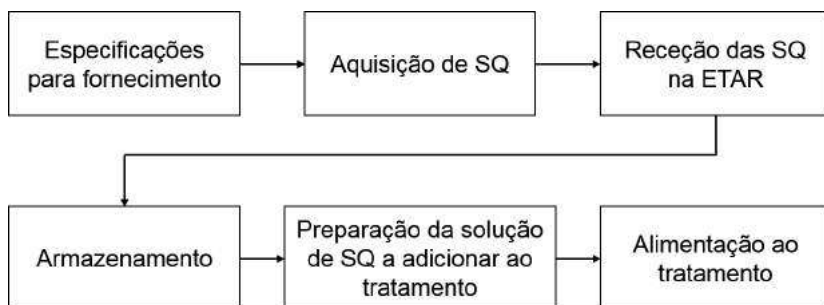 Especificações
para fornecimento
Aquisição de SQ
Receção das SQ
na ETAR
Armazenamento
Preparação da solução
de SQ a adicionar ao
tratamento
Alimentação ao
tratamento